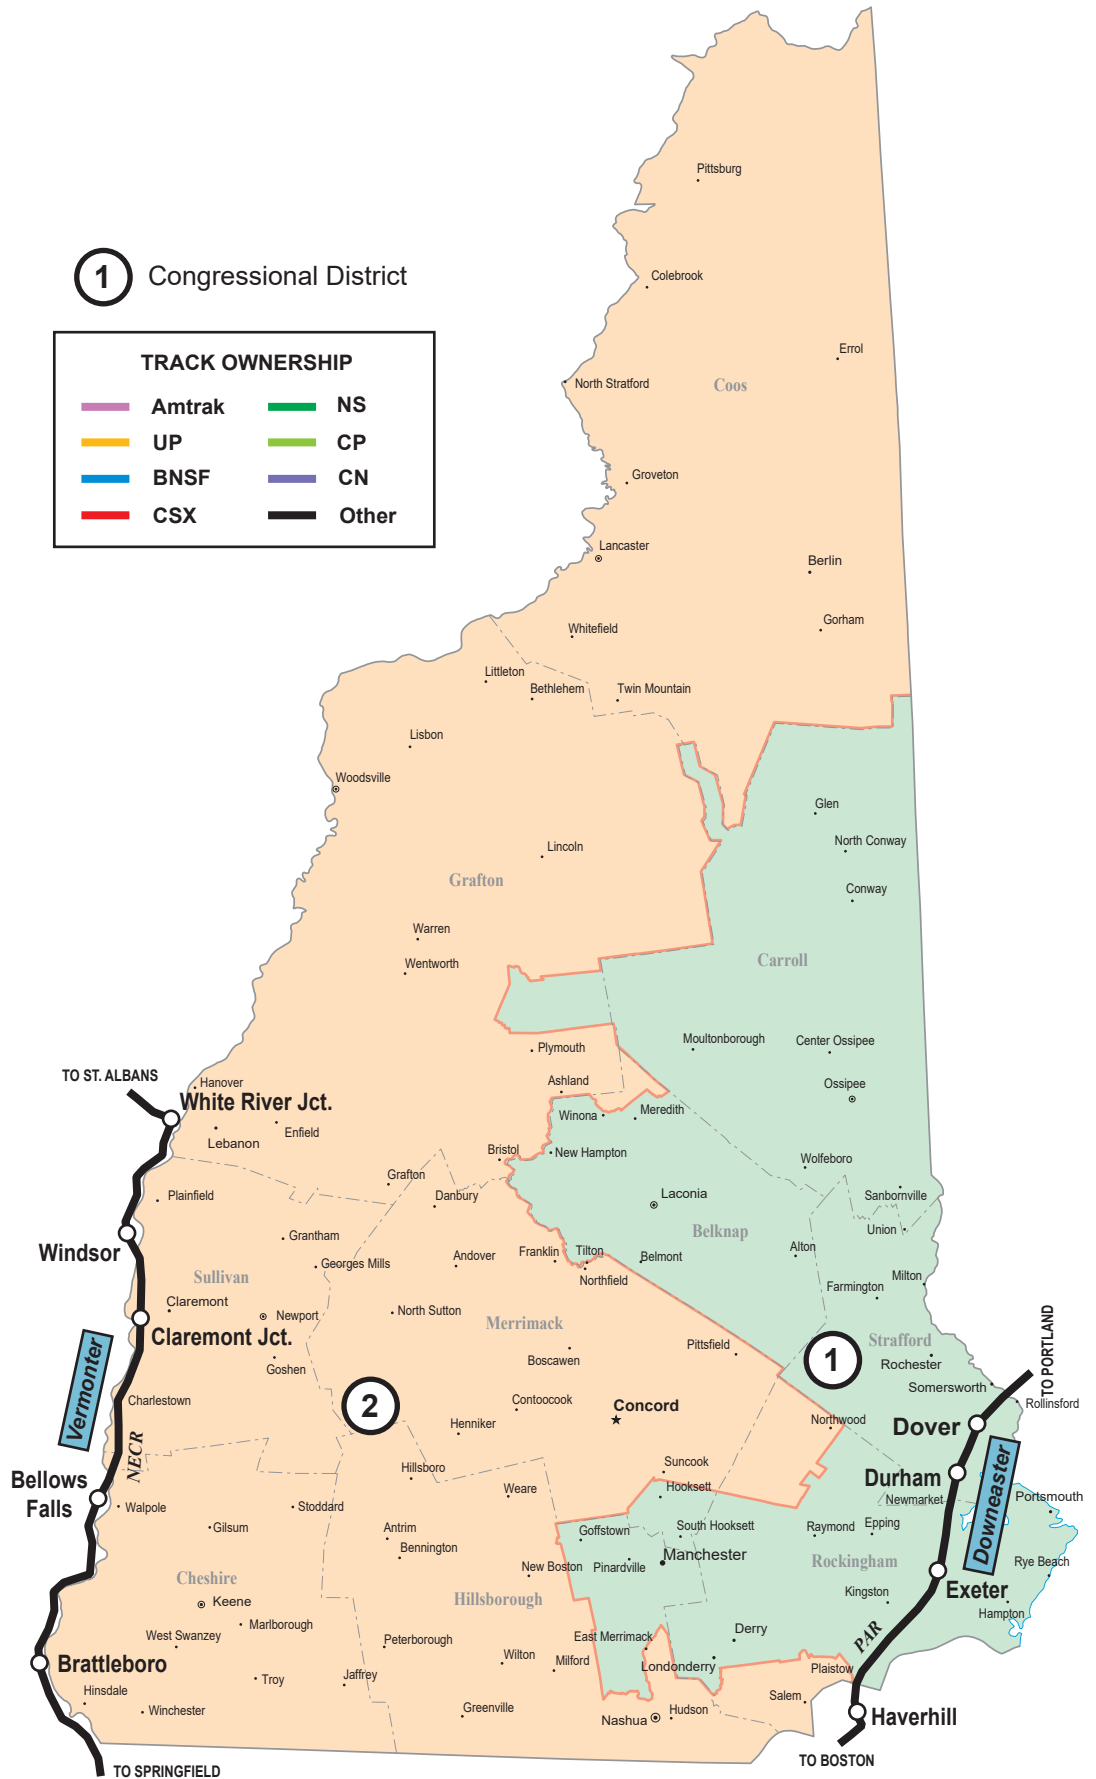 Pittsburg
1 Congressional District
Colebrook
TRACK OWNERSHIP
Amtrak NS
UP CP
BNSF CN
CSX Other
Errol
North Stratford
Coos
Groveton
Lancaster
Berlin
Gorham
Whitefield
Littleton
Bethlehem
Twin Mountain
Lisbon
Woodsville
Glen
North Conway
Lincoln
Grafton
Conway
Warren
Wentworth
Carroll
Moultonborough
Center Ossipee
Plymouth
TO ST. ALBANS
Hanover
Ashland
Ossipee
White River Jct.
Winona
Meredith
Lebanon
Enfield
Bristol
New Hampton
Wolfeboro
Grafton
Danbury
Plainfield
Laconia
Sanbornville
Windsor
Grantham
Belknap
Union
Georges Mills
Andover
Franklin
Tilton
Belmont
Alton
Northfield
Sullivan
Milton
Farmington
Claremont
Newport
North Sutton
Merrimack
Claremont Jct.
Pittsfield
Strafford
1
Rochester
TO PORTLAND
Goshen
Boscawen
Somersworth
Vermonter
Charlestown
2
Contoocook
Concord
Rollinsford
Henniker
Northwood
Dover
NECR
Suncook
Hillsboro
Durham
Bellows
Falls
Walpole
Stoddard
Weare
Hooksett
Newmarket
Portsmouth
Downeaster
Gilsum
Antrim
Goffstown
South Hooksett
Raymond
Epping
Bennington
New Boston
Pinardville
Manchester
Rockingham
Rye Beach
Cheshire
Keene
Hillsborough
Kingston
Exeter
Hampton
Marlborough
West Swanzey
Peterborough
East Merrimack
Derry
PAR
Brattleboro
Wilton
Milford
Londonderry
Plaistow
Troy
Jaffrey
Hinsdale
Winchester
Greenville
Nashua
Hudson
Salem
Haverhill
TO BOSTON
TO SPRINGFIELD